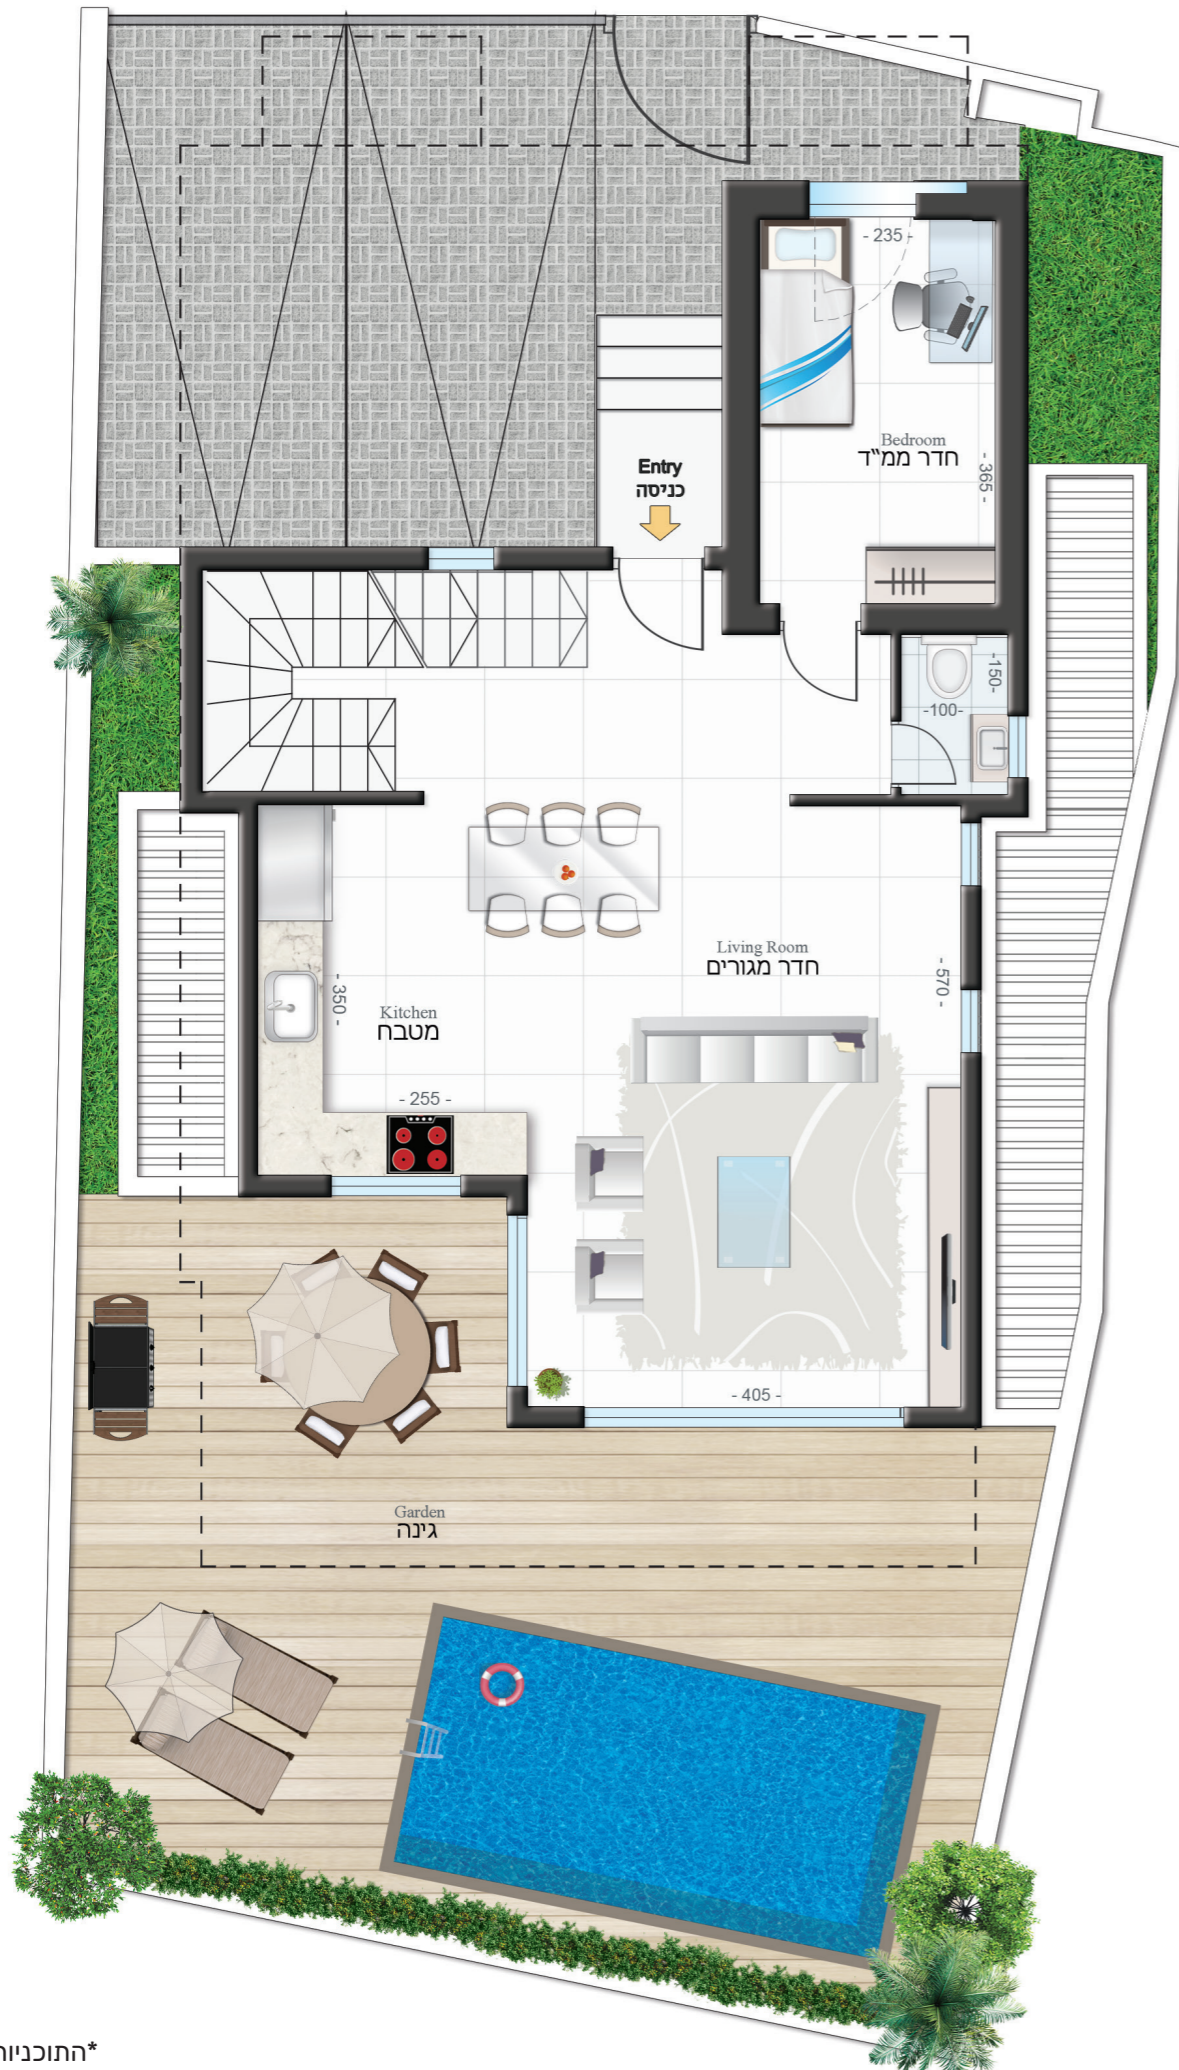 - 235 -
Bedroom
חדר ממ"ד
- 365 -
Entry
כניסה
-150-
-100-
Living Room
חדר מגורים
- 570 -
- 350 -
Kitchen
מטבח
- 255 -
- 405 -
Garden
גינה